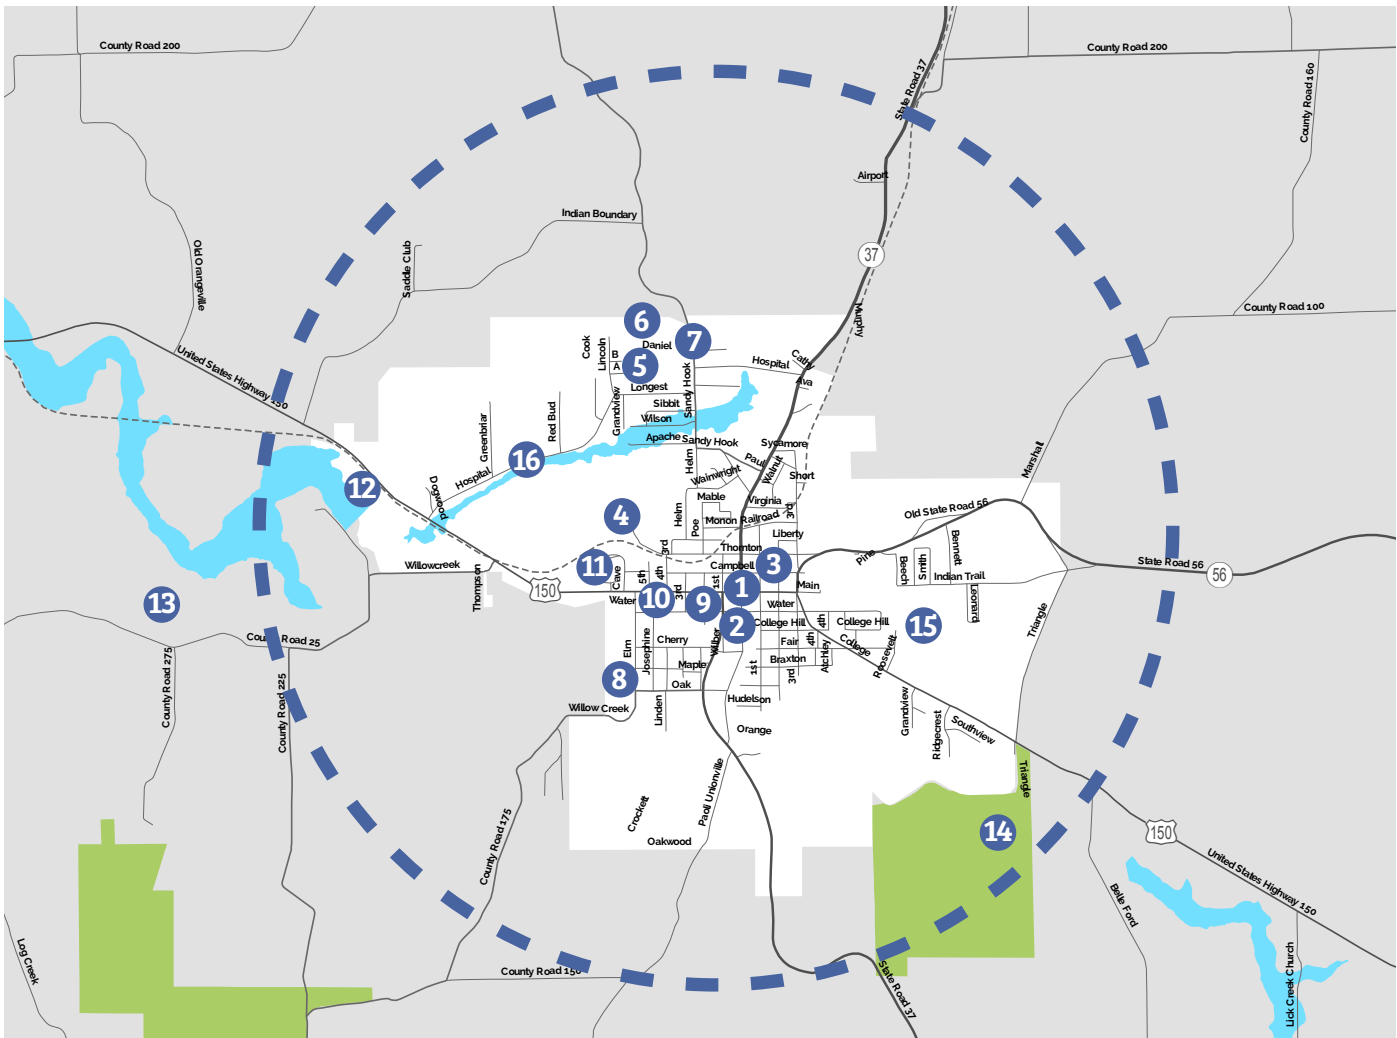 County Road 200
State Road 37
County Road 200
County Road 160
Airport
Indian Boundary
Old Orangeville
Saddle Club
37
County Road 100
Murphy
United States Highway 150
6
7
Daniel
Cook
Lincoln
B
A
5
Hospital
Cathy
Ava
Longest
Sandy Hook
Grandview
Sibbit
Wilson
Red Bud
Greenbriar
Apache
Sandy Hook
Sycamore
Marshall
16
Helm
Paul
Walnut
Hospital
Wainwright
Short
12
Dogwood
Mable
Virginia
3rd
Old State Road 56
4
Helm
Poe
Monon Railroad
Liberty
Bennett
3rd
Thornton
Pine
State Road 56
11
Campbell
3
Beech
Smith
Willowcreek
Cave
5th
4th
1st
Indian Trail
56
Thompson
150
1
Main
Leonard
13
Water
10
3rd
9
Water
Triangle
2
College Hill
4th
College Hill
15
County Road 25
Cherry
Wilber
Fair
4th
College
Elm
Josephine
Atchley
Roosevelt
Maple
1st
Braxton
3rd
8
Oak
County Road 275
County Road 225
Hudelson
Willow Creek
Linden
Grandview
Ridgecrest
Southview
Orange
Triangle
Paoli Unionville
Crockett
14
150
County Road 175
Oakwood
United States Highway 150
Belle Ford
Log Creek
County Road 150
State Road 37
Lick Creek Church